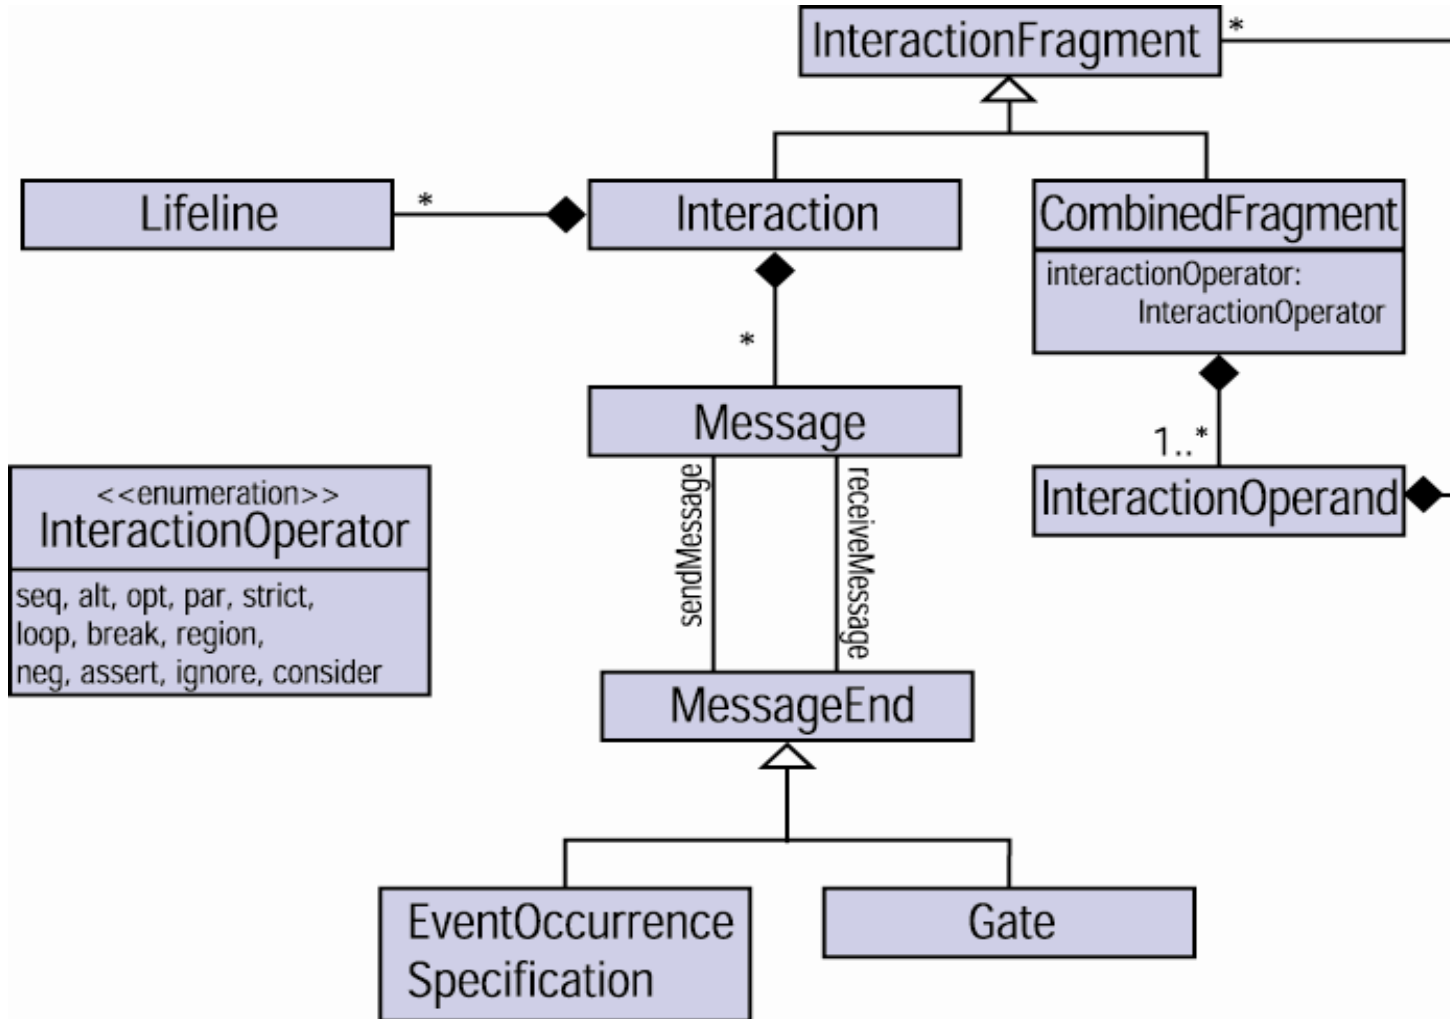 InteractionFragment
*
Lifeline
*
Interaction
CombinedFragment
interactionOperator:
InteractionOperator
*
Message
1..*
<<enumeration>>
InteractionOperator
seq, alt, opt, par, strict,
loop, break, region,
neg, assert, ignore, consider
sendMessage
receiveMessage
InteractionOperand
MessageEnd
EventOccurrence
Specification
Gate